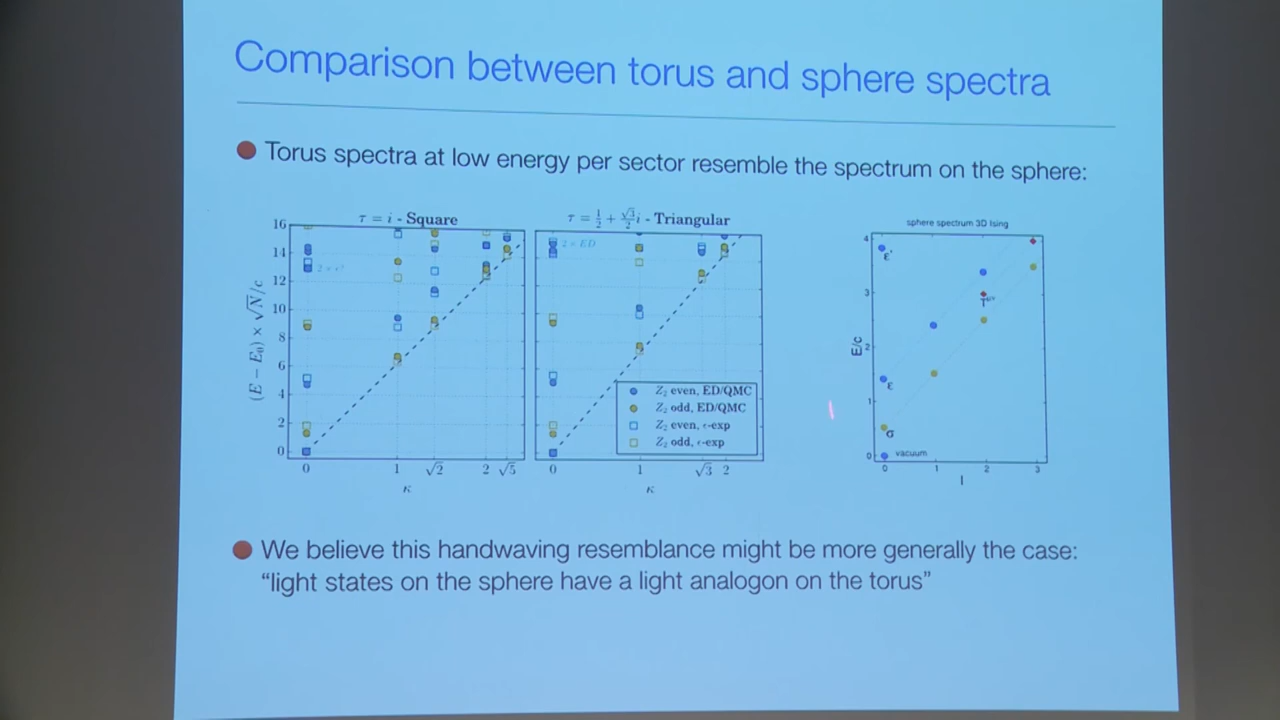 Comparison between torus and sphere spectra
Torus spectra at low energy per sector resemble the spectrum on the sphere:
τ = i - Square
τ = 1/2 + √3/2 i - Triangular
sphere spectrum 3D Ising
(E − E₀) × √N/c
16
14
12
10
8
6
4
2
0
0 1 √2 2 √5
κ
2 × ED
0 1 √3 2
κ
Z₂ even, ED/QMC
Z₂ odd, ED/QMC
Z₂ even, ϵ-exp
Z₂ odd, ϵ-exp
E/c
4
3
2
1
0
ε'
T^μν
ε
σ
vacuum
0 1 2 3
l
We believe this handwaving resemblance might be more generally the case:
“light states on the sphere have a light analogon on the torus”